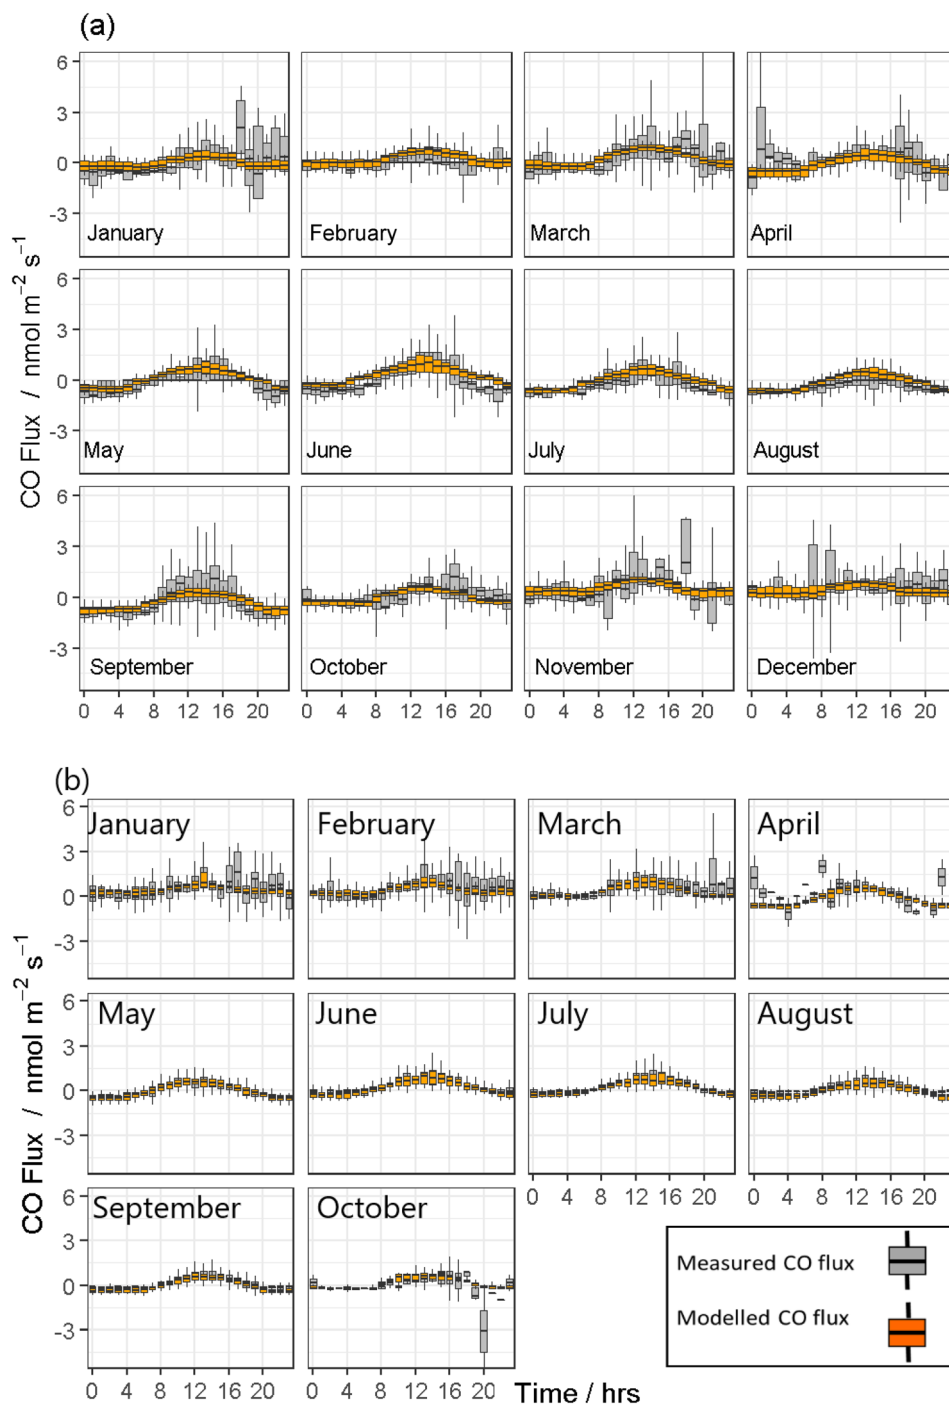 (a)
6
3
0
-3
January
February
March
April
6
3
0
-3
May
June
July
August
6
3
0
-3
September
October
November
December
0 4 8 12 16 20 0 4 8 12 16 20 0 4 8 12 16 20 0 4 8 12 16 20
CO Flux / nmol m⁻² s⁻¹
(b)
6
3
0
-3
January
February
March
April
6
3
0
-3
May
June
July
August
0 4 8 12 16 20 0 4 8 12 16 20
6
3
0
-3
September
October
0 4 8 12 16 20 0 4 8 12 16 20
Time / hrs
CO Flux / nmol m⁻² s⁻¹
Measured CO flux
Modelled CO flux